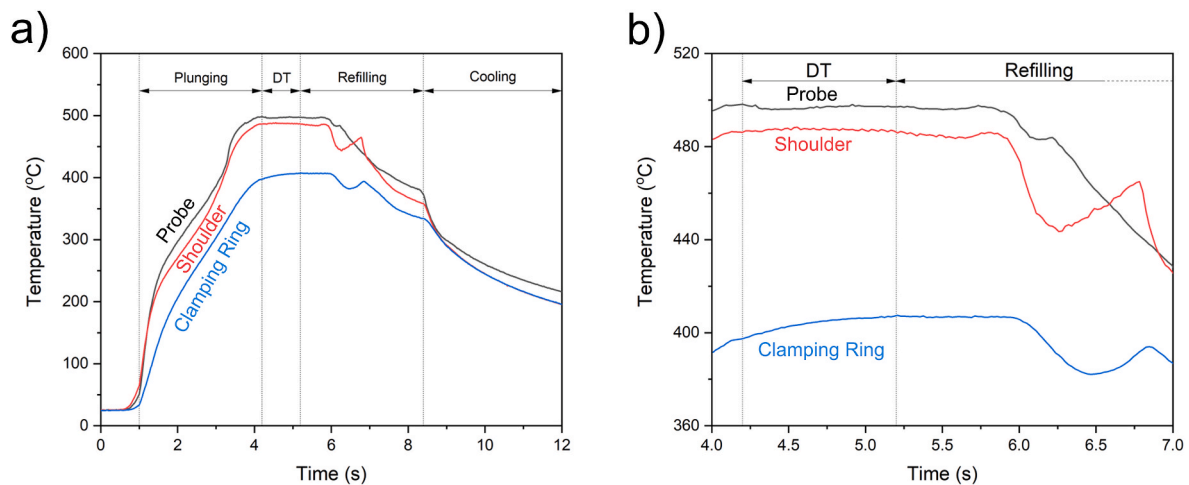 a)
600
500
400
300
200
100
0
Temperature (°C)
Plunging
DT
Refilling
Cooling
Probe
Shoulder
Clamping Ring
0 2 4 6 8 10 12
Time (s)
b)
520
480
440
400
360
Temperature (°C)
DT
Refilling
Probe
Shoulder
Clamping Ring
4.0 4.5 5.0 5.5 6.0 6.5 7.0
Time (s)